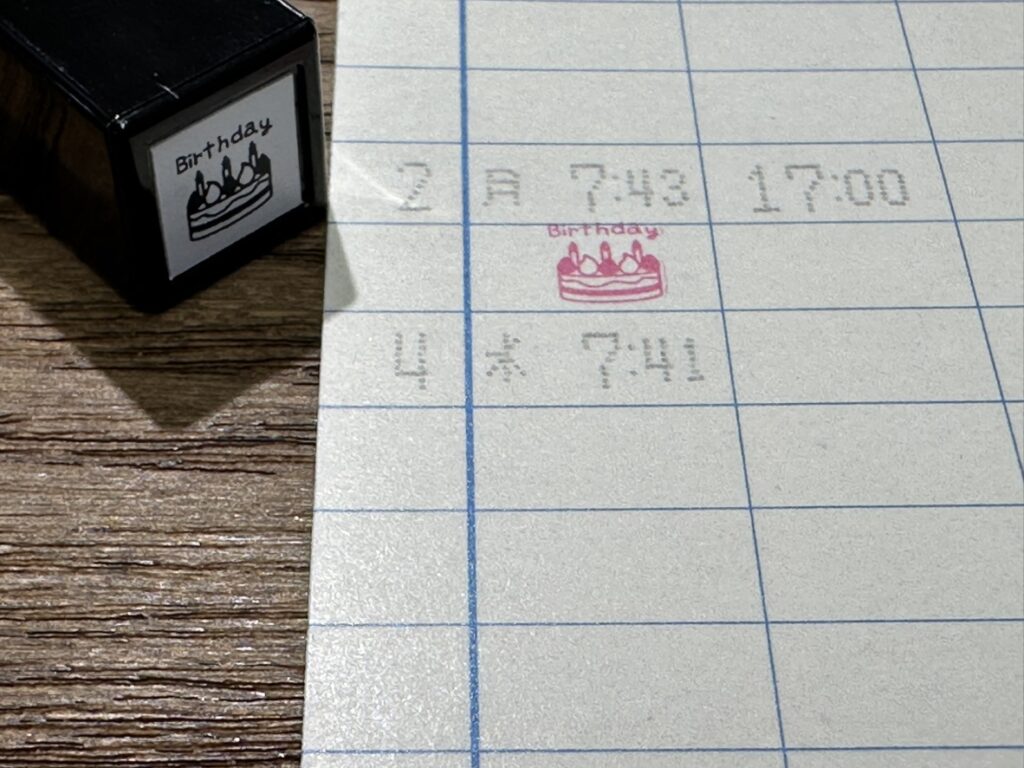 Birthday
2 月 7:43 17:00
Birthday
4 水 7:41